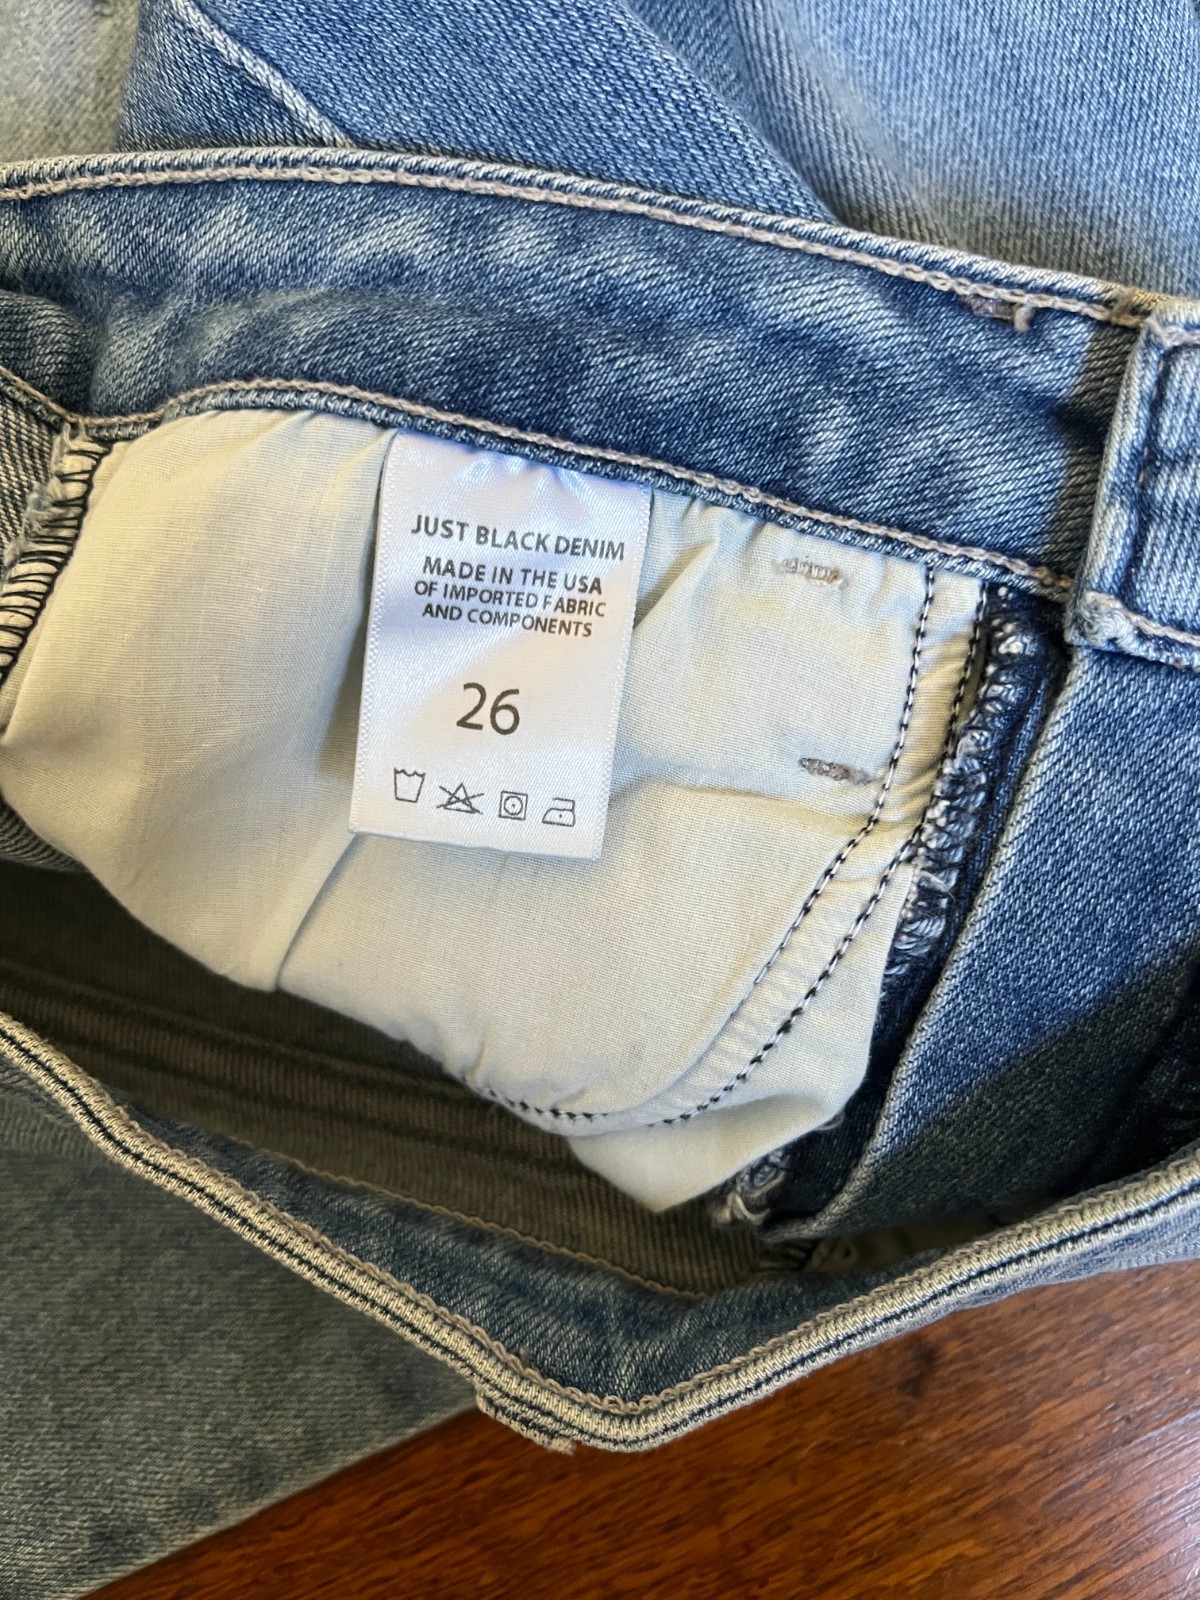 JUST BLACK DENIM
MADE IN THE USA
OF IMPORTED FABRIC
AND COMPONENTS
26